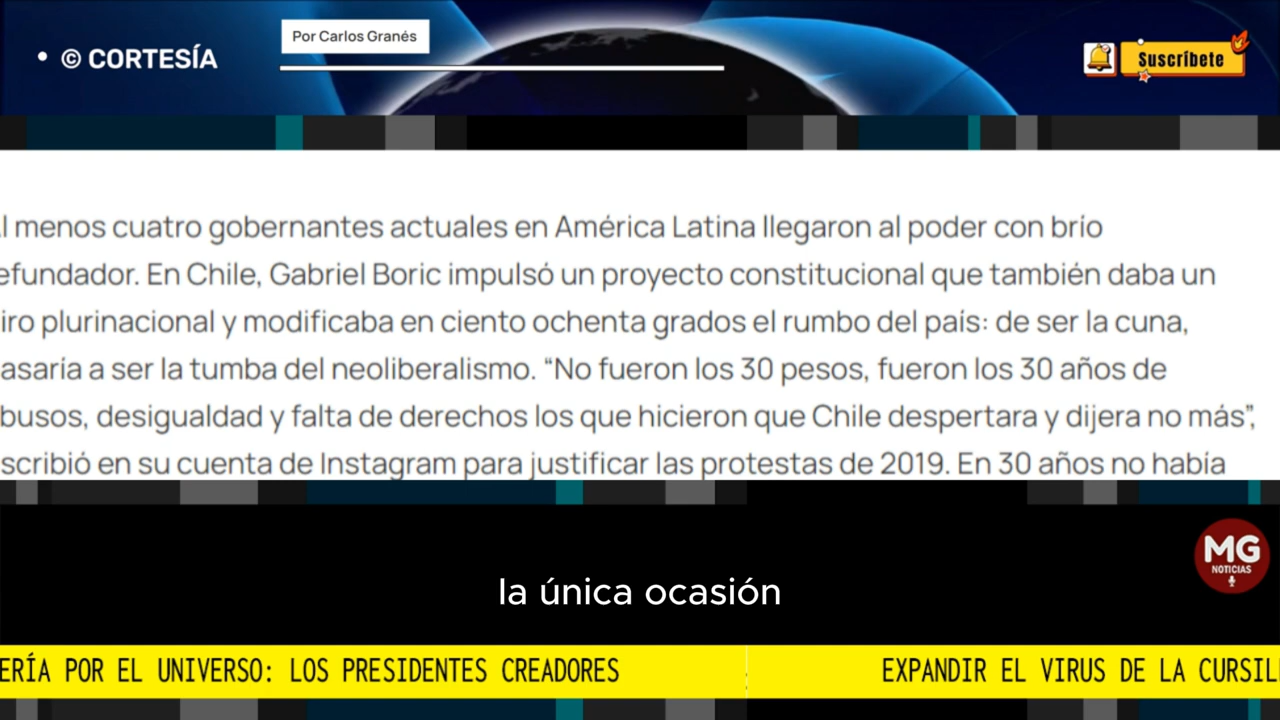 Por Carlos Granés
© CORTESÍA
Suscríbete
l menos cuatro gobernantes actuales en América Latina llegaron al poder con brío
efundador. En Chile, Gabriel Boric impulsó un proyecto constitucional que también daba un
iro plurinacional y modificaba en ciento ochenta grados el rumbo del país: de ser la cuna,
asaría a ser la tumba del neoliberalismo. “No fueron los 30 pesos, fueron los 30 años de
busos, desigualdad y falta de derechos los que hicieron que Chile despertara y dijera no más”,
scribió en su cuenta de Instagram para justificar las protestas de 2019. En 30 años no había
MG
NOTICIAS
la única ocasión
ERÍA POR EL UNIVERSO: LOS PRESIDENTES CREADORES
EXPANDIR EL VIRUS DE LA CURSIL